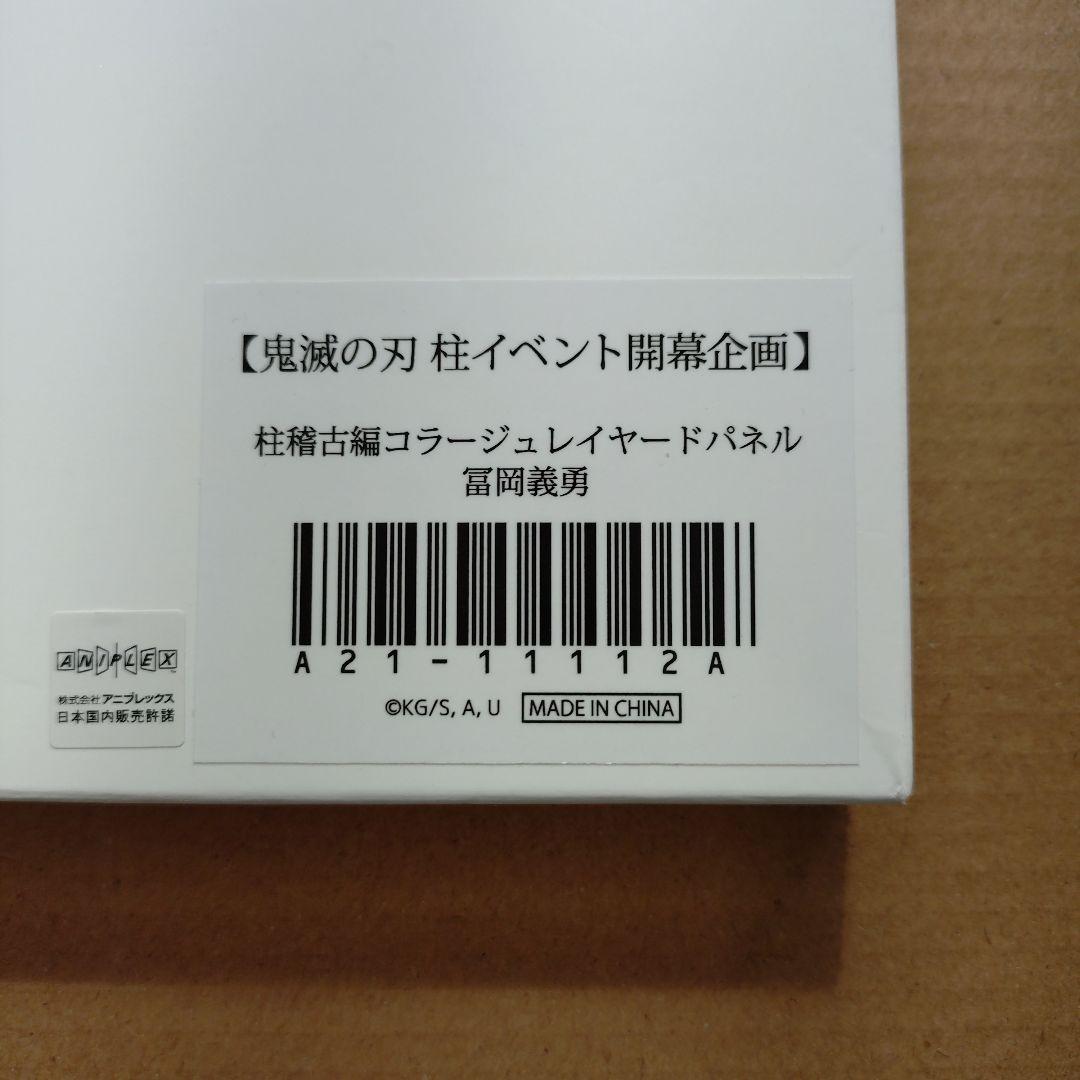 【鬼滅の刃 柱イベント開幕企画】
柱稽古編コラージュレイヤードパネル
冨岡義勇
A21-11112A
©KG/S, A, U MADE IN CHINA
ANIPLEX™
株式会社アニプレックス
日本国内販売許諾